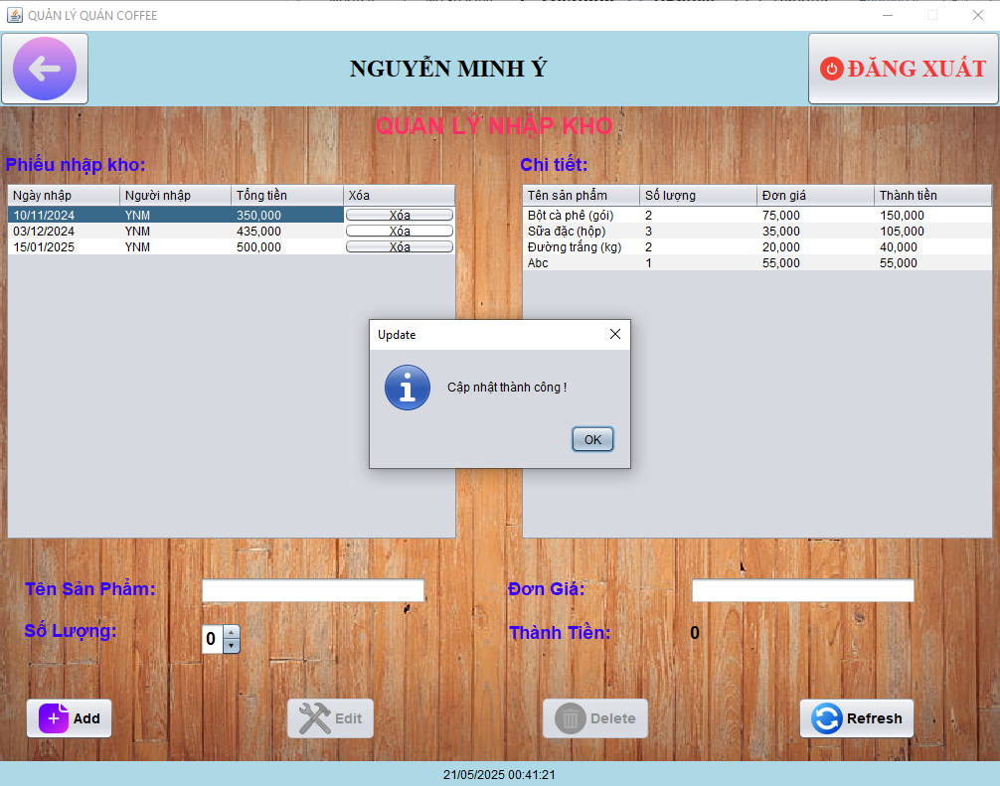 QUẢN LÝ QUÁN COFFEE
NGUYỄN MINH Ý
ĐĂNG XUẤT
QUẢN LÝ NHẬP KHO
Phiếu nhập kho:
Ngày nhập Người nhập Tổng tiền Xóa
10/11/2024 YNM 350,000 Xóa
03/12/2024 YNM 435,000 Xóa
15/01/2025 YNM 500,000 Xóa
Chi tiết:
Tên sản phẩm Số lượng Đơn giá Thành tiền
Bột cà phê (gói) 2 75,000 150,000
Sữa đặc (hộp) 3 35,000 105,000
Đường trắng (kg) 2 20,000 40,000
Abc 1 55,000 55,000
Update
Cập nhật thành công !
OK
Tên Sản Phẩm:
Đơn Giá:
Số Lượng: 0
Thành Tiền: 0
Add
Edit
Delete
Refresh
21/05/2025 00:41:21